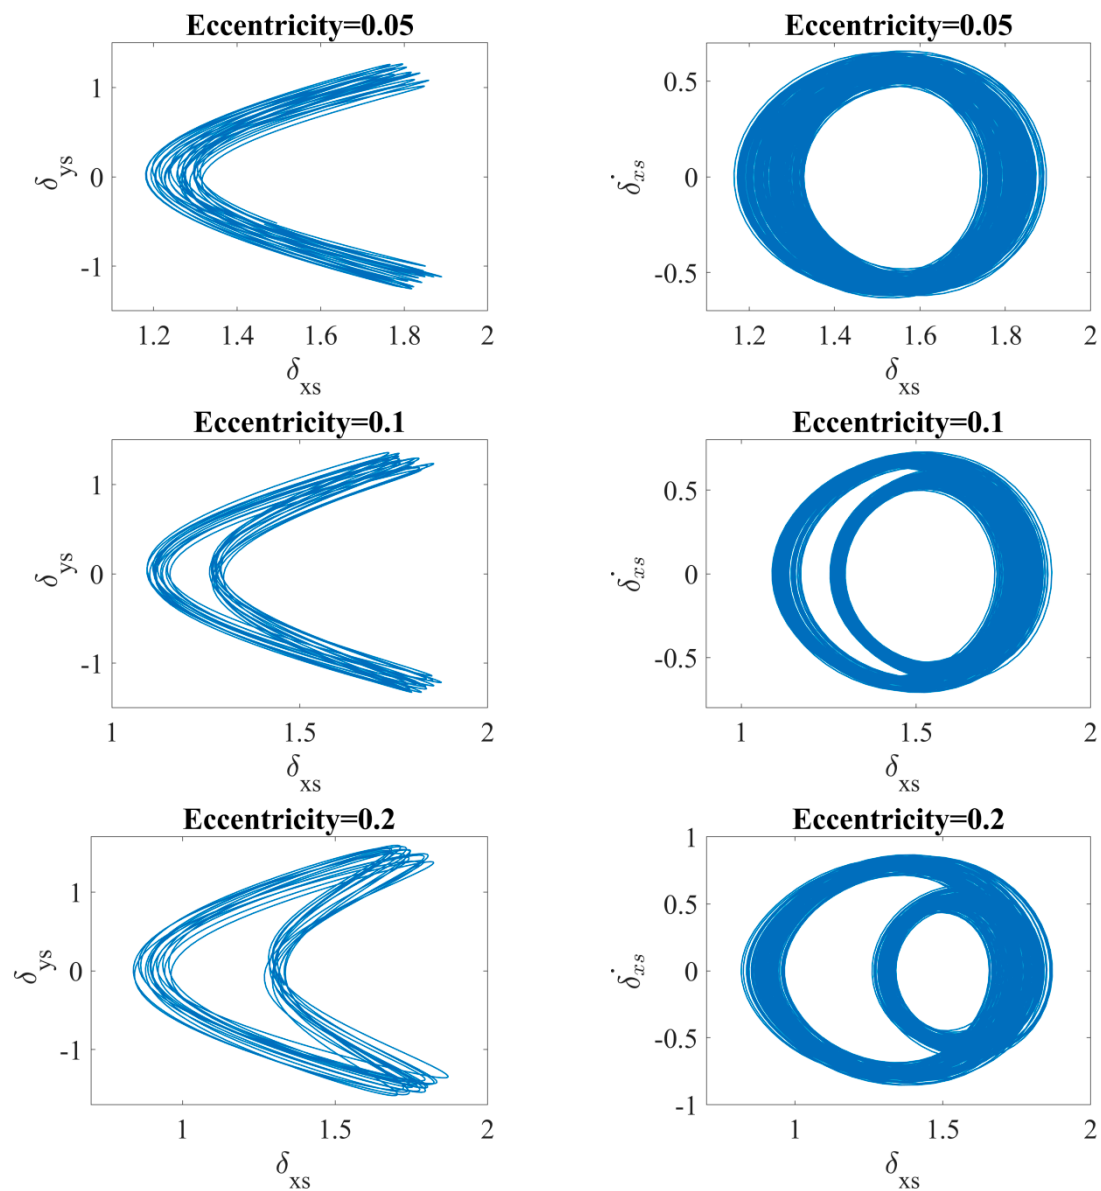 Eccentricity=0.05
1
0
-1
δys
1.2 1.4 1.6 1.8 2
δxs
Eccentricity=0.05
0.5
0
-0.5
δ̇xs
1.2 1.4 1.6 1.8 2
δxs
Eccentricity=0.1
1
0
-1
δys
1 1.5 2
δxs
Eccentricity=0.1
0.5
0
-0.5
δ̇xs
1 1.5 2
δxs
Eccentricity=0.2
1
0
-1
δys
1 1.5 2
δxs
Eccentricity=0.2
1
0.5
0
-0.5
-1
δ̇xs
1 1.5 2
δxs